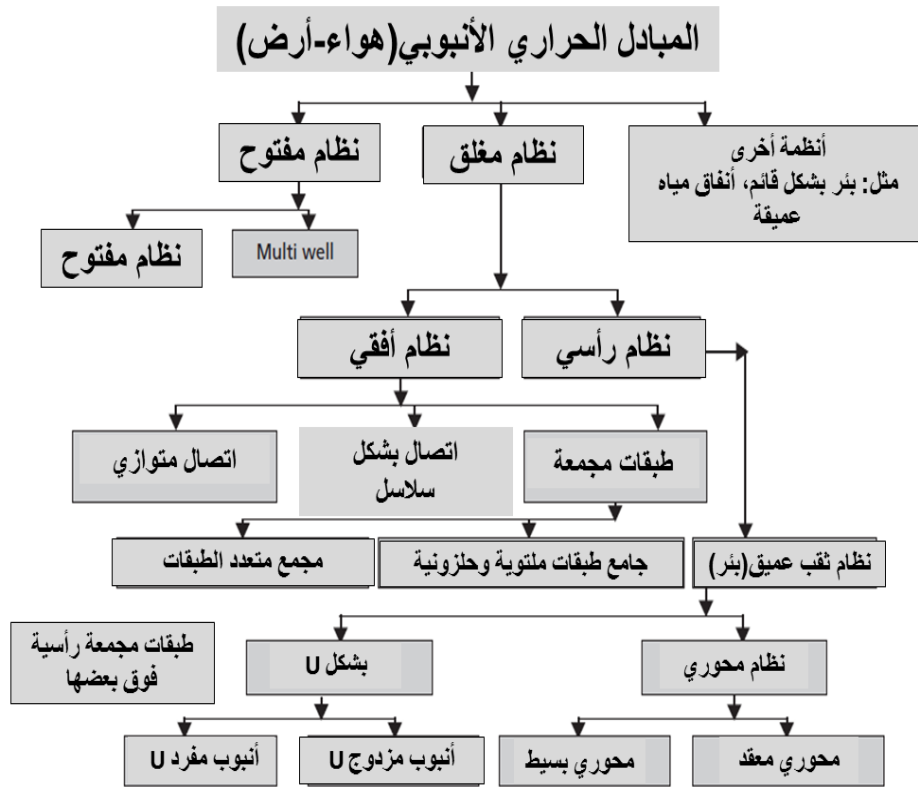 المبادل الحراري الأنبوبي(هواء-أرض)
أنظمة أخرى
مثل: بئر بشكل قائم، أنفاق مياه
عميقة
نظام مغلق
نظام مفتوح
Multi well
نظام مفتوح
نظام رأسي
نظام أفقي
طبقات مجمعة
اتصال بشكل
سلاسل
اتصال متوازي
نظام ثقب عميق(بئر)
جامع طبقات ملتوية وحلزونية
مجمع متعدد الطبقات
نظام محوري
بشكل U
طبقات مجمعة رأسية
فوق بعضها
محوري معقد
محوري بسيط
أنبوب مزدوج U
أنبوب مفرد U